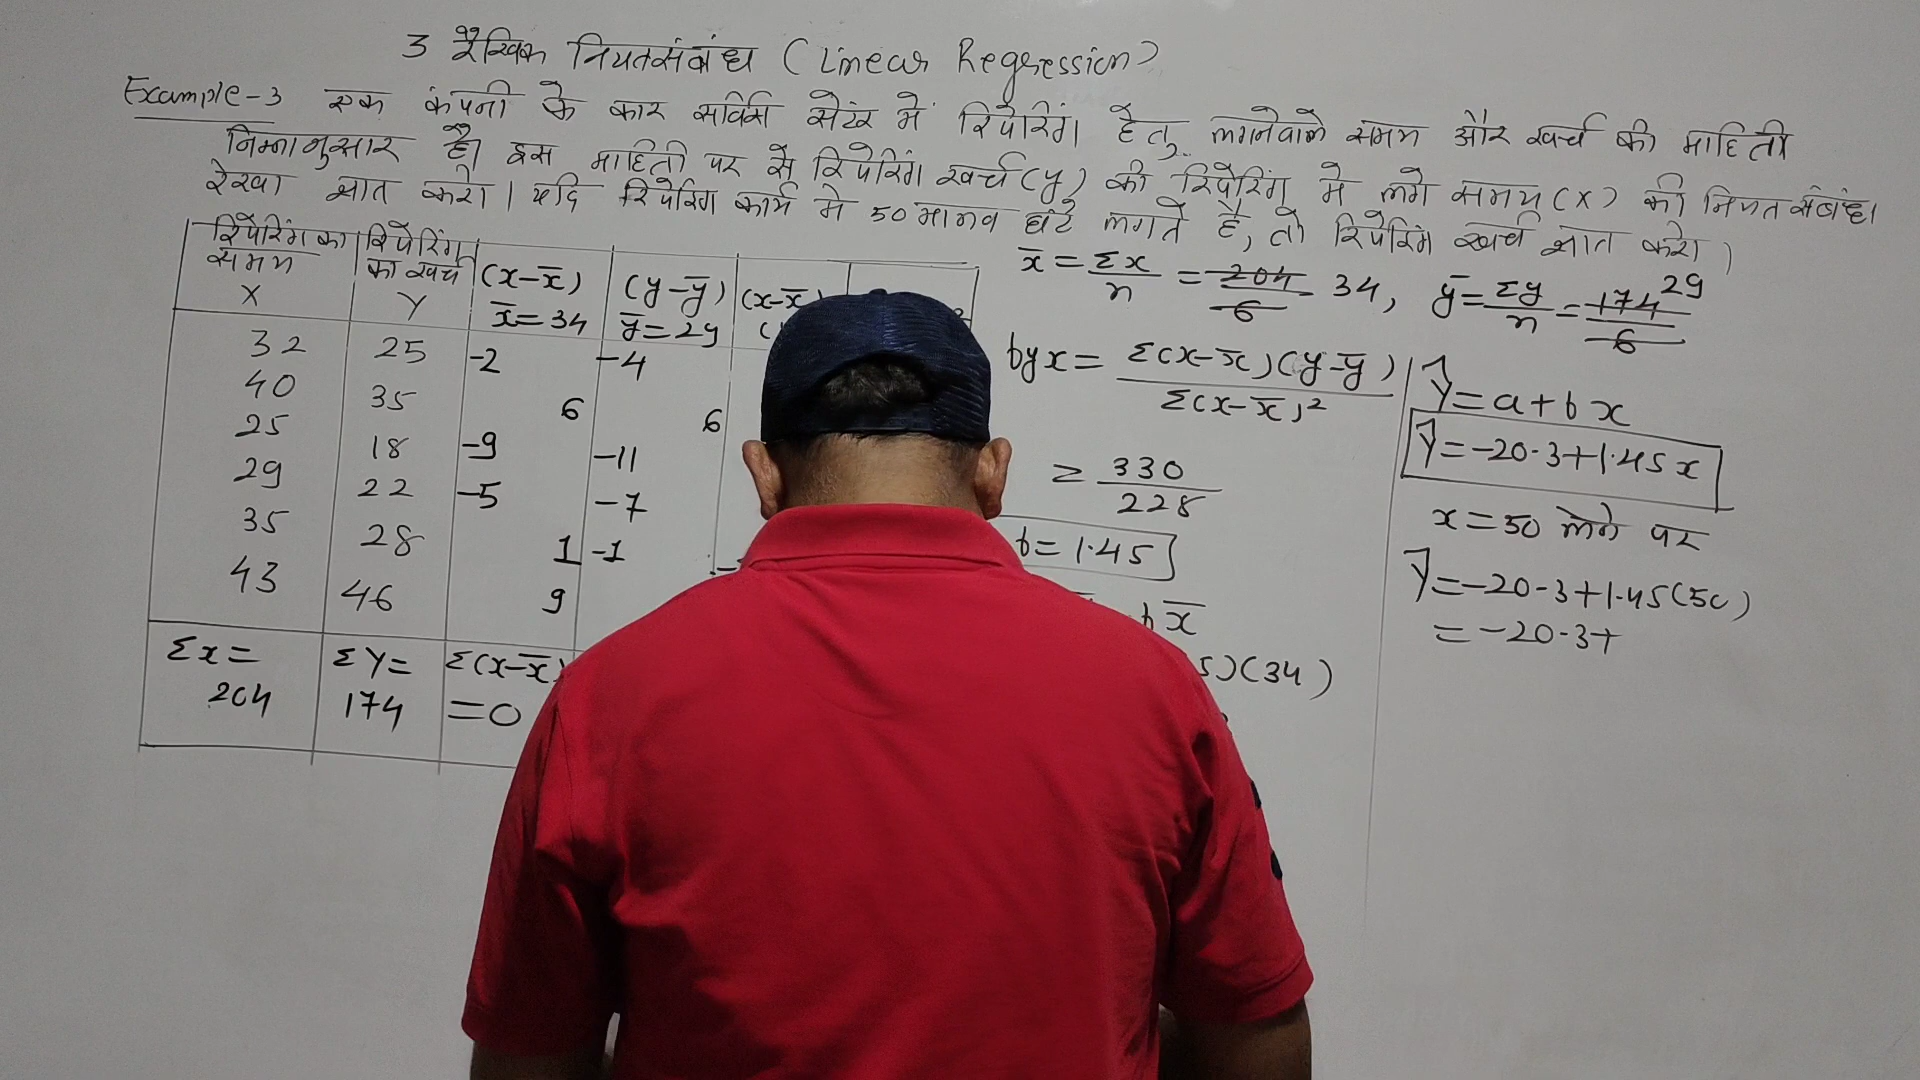 3 रैखिक नियतसंबंध (Linear Regression)
Example-3 एक कंपनी के कार सर्विस सेटंर में रिपेरिंग हेतु लगनेवाले समय और खर्च की माहिती
निम्नानुसार है। इस माहिती पर से रिपेरिंग खर्च (y) की रिपेरिंग में लगे समय (x) की नियतसंबंध
रेखा ज्ञात करो। यदि रिपेरिंग कार्य मे 50 मानव घंटे लगते है, तो रिपेरिंग खर्च ज्ञात करो।
रिपेरिंग का समय X | रिपेरिंग का खर्च Y | (x-x̄) x̄=34 | (y-ȳ) ȳ=29 | (x-x̄)
32 25 -2 -4
40 35 6 6
25 18 -9 -11
29 22 -5 -7
35 28 1 -1
43 46 9
Σx= 204 ΣY= 174 Σ(x-x̄) =0
x̄ = Σx/n = 204/6 34, ȳ = Σy/n = 174/6 29
byx = Σ(x-x̄)(y-ȳ) / Σ(x-x̄)²
= 330/228
b = 1.45
bx̄
5)(34)
ŷ = a+bx
ŷ = -20.3+1.45x
x = 50 लेने पर
ŷ = -20.3+1.45(50)
= -20.3+